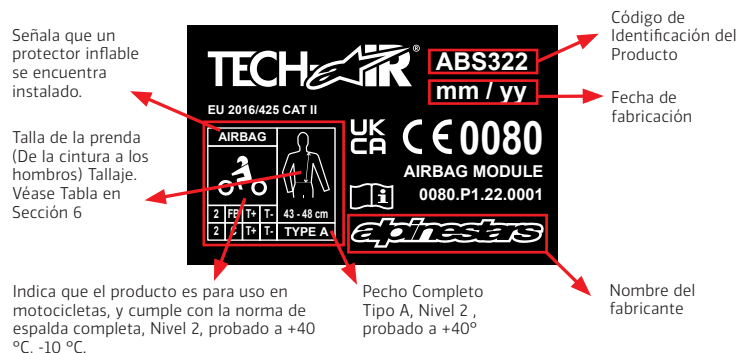 Señala que un
protector inflable
se encuentra
instalado.
Talla de la prenda
(De la cintura a los
hombros) Tallaje.
Véase Tabla en
Sección 6
TECH-AIR®
ABS322
mm / yy
EU 2016/425 CAT II
AIRBAG
2 FB T+ T-
2 C T+ T-
43 - 48 cm
TYPE A
UK
CA
CE0080
AIRBAG MODULE
0080.P1.22.0001
i
alpinestars
Código de
Identificación del
Producto
Fecha de
fabricación
Indica que el producto es para uso en
motocicletas, y cumple con la norma de
espalda completa, Nivel 2, probado a +40
°C, -10 °C.
Pecho Completo
Tipo A, Nivel 2 ,
probado a +40°
Nombre del
fabricante